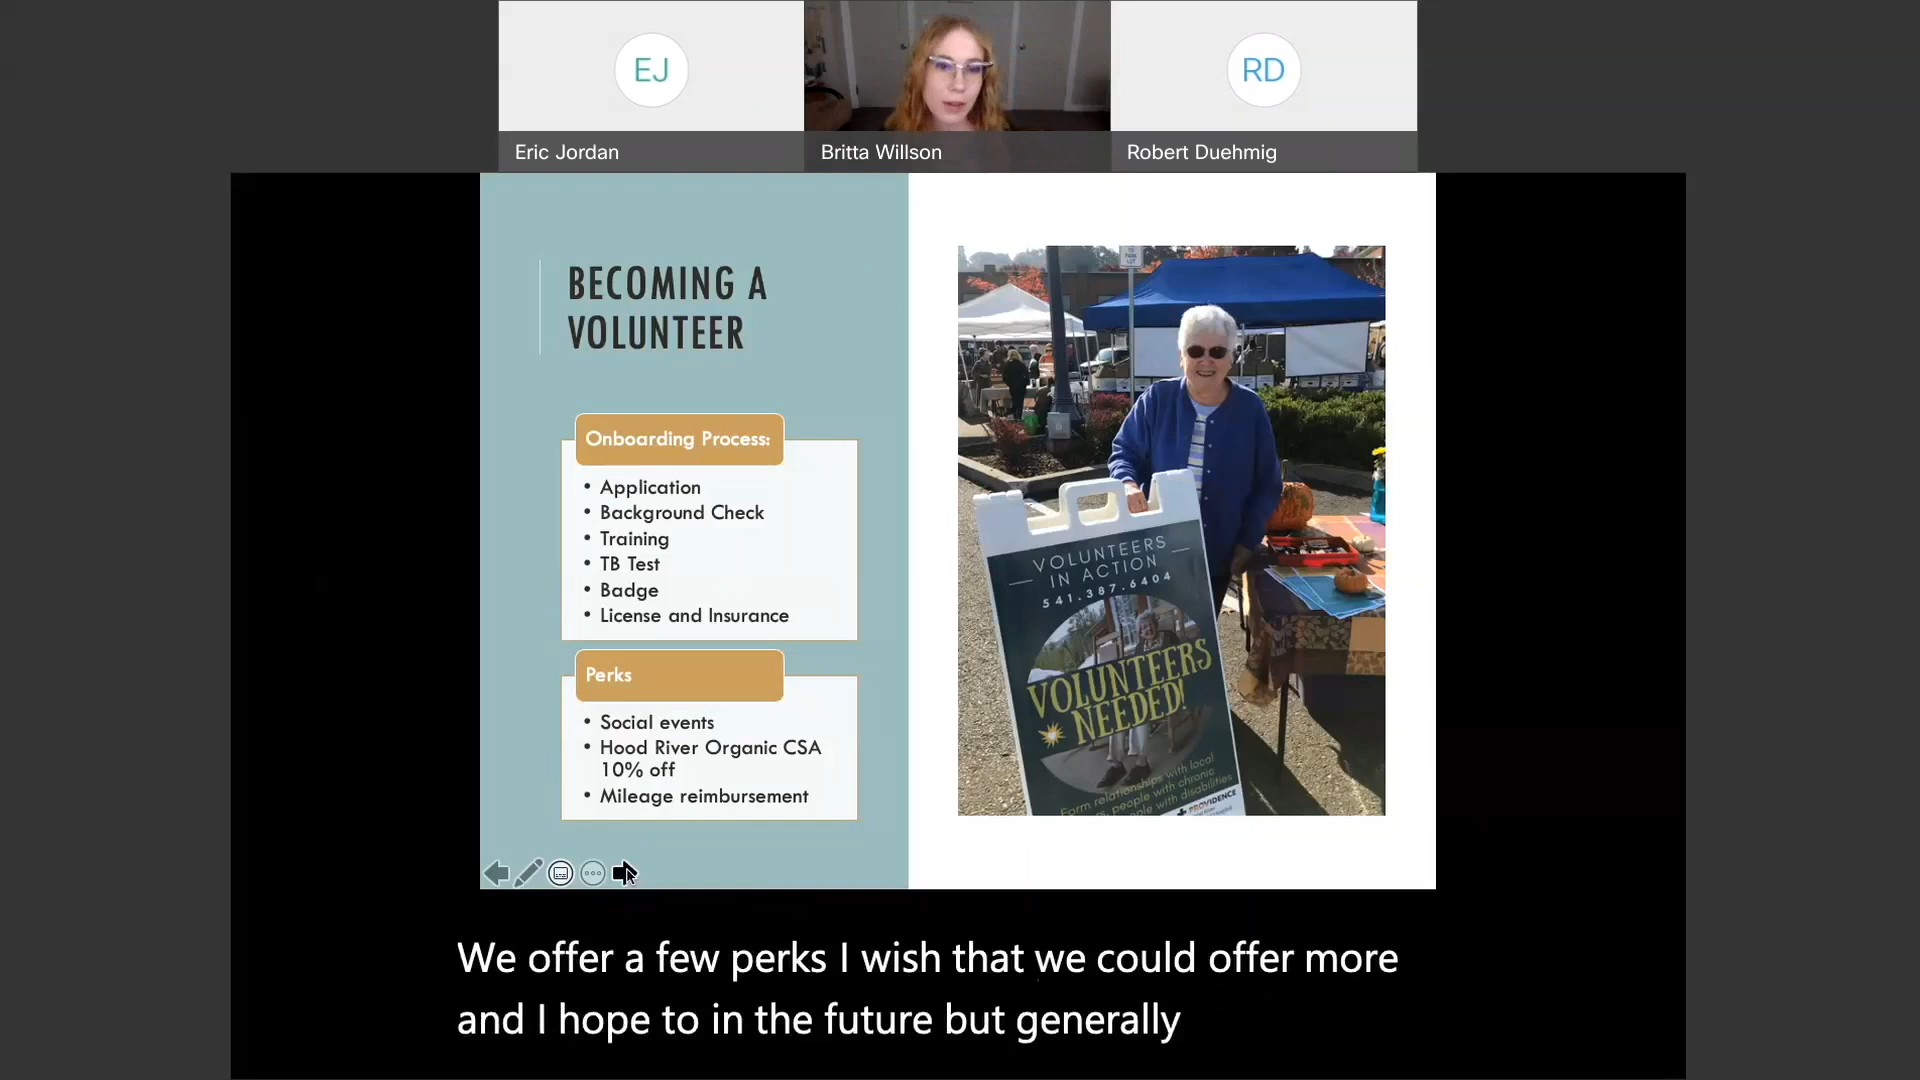 EJ
RD
Eric Jordan
Britta Willson
Robert Duehmig
BECOMING A
VOLUNTEER
Onboarding Process:
• Application
• Background Check
• Training
• TB Test
• Badge
• License and Insurance
Perks
• Social events
• Hood River Organic CSA
10% off
• Mileage reimbursement
VOLUNTEERS
IN ACTION
541.387.6404
VOLUNTEERS
NEEDED!
Form relationships with local
people with chronic
people with disabilities
PROVIDENCE
We offer a few perks I wish that we could offer more
and I hope to in the future but generally